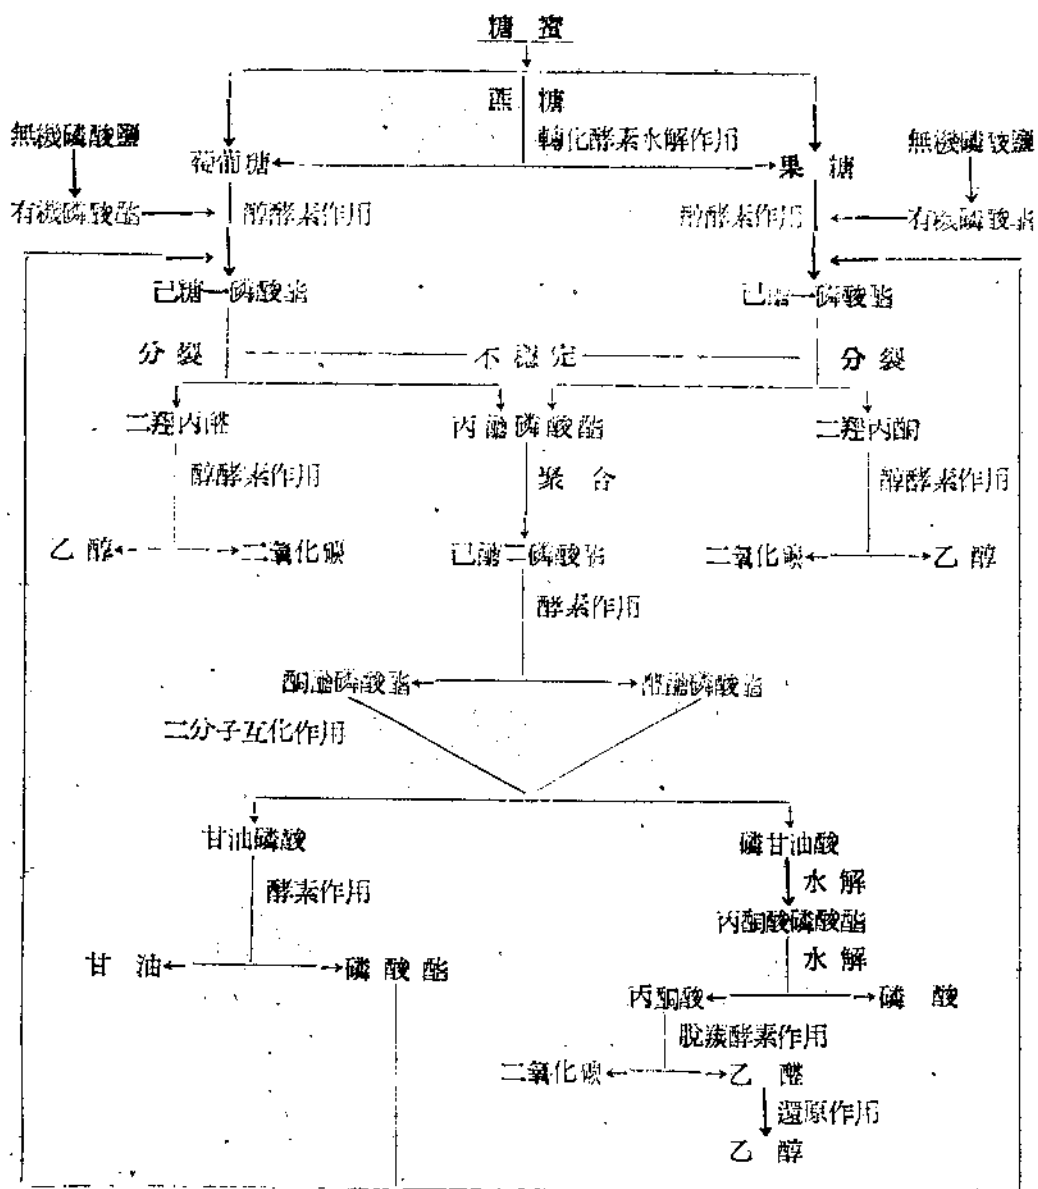 糖蜜
蔗糖
轉化酵素水解作用
無機磷酸鹽
無機磷酸鹽
葡萄糖
果糖
有機磷酸酯
醇酵素作用
醇酵素作用
有機磷酸酯
己糖一磷酸酯
己醣一磷酸酯
分裂
不穩定
分裂
二羥丙醛
丙醣磷酸酯
二羥丙酮
醇酵素作用
聚合
醇酵素作用
乙醇
二氧化碳
己醣二磷酸酯
二氧化碳
乙醇
酵素作用
酮醣磷酸酯
醛醣磷酸酯
二分子互化作用
甘油磷酸
磷甘油酸
酵素作用
水解
丙酮酸磷酸酯
水解
甘油
磷酸酯
丙酮酸
磷酸
脫羧酵素作用
二氧化碳
乙醛
還原作用
乙醇